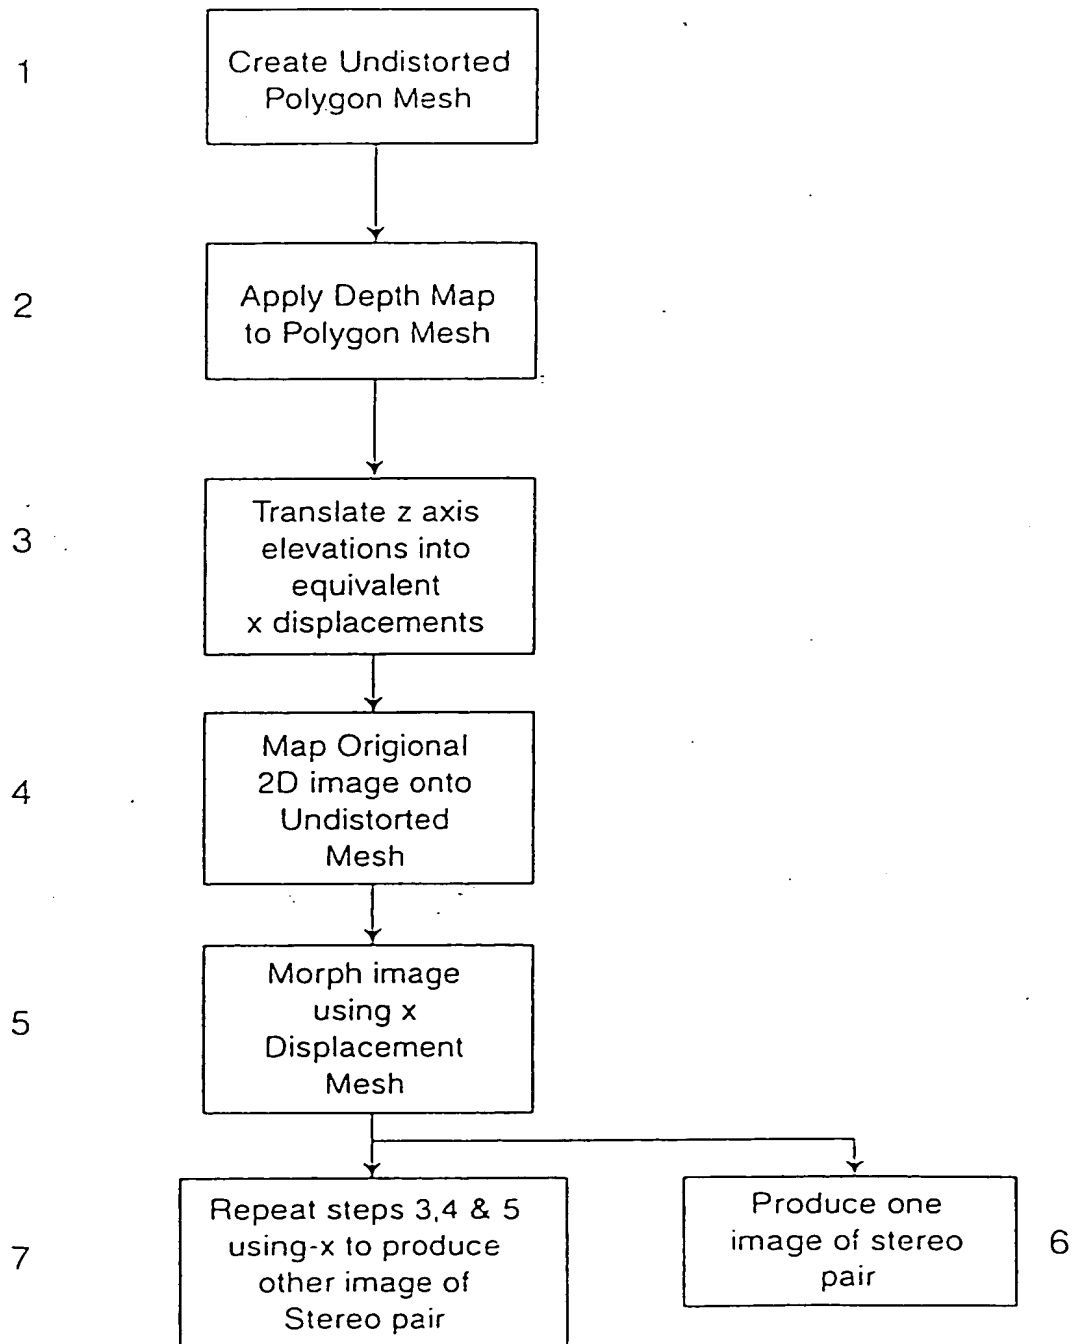 1
Create Undistorted
Polygon Mesh
2
Apply Depth Map
to Polygon Mesh
3
Translate z axis
elevations into
equivalent
x displacements
4
Map Origional
2D image onto
Undistorted
Mesh
5
Morph image
using x
Displacement
Mesh
7
Repeat steps 3,4 & 5
using-x to produce
other image of
Stereo pair
Produce one
image of stereo
pair
6